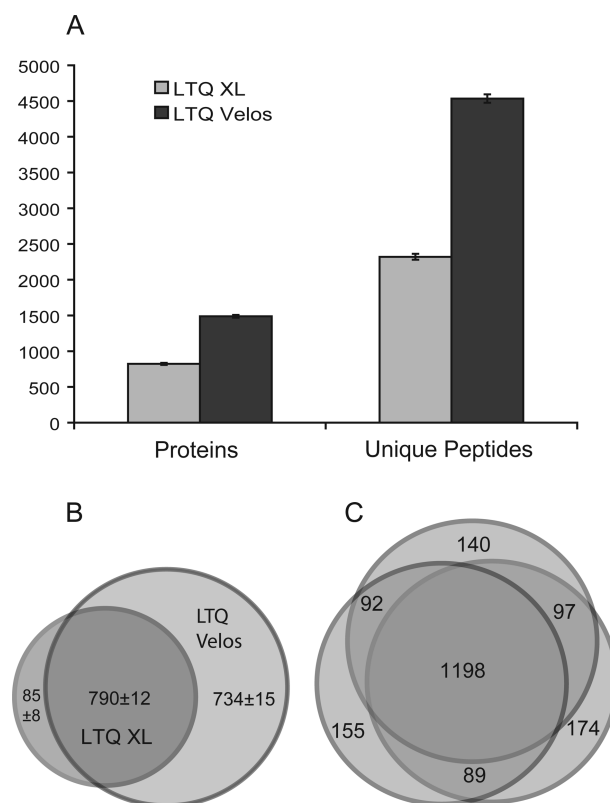 A
5000
4500
4000
3500
3000
2500
2000
1500
1000
500
0
LTQ XL
LTQ Velos
Proteins
Unique Peptides
B
LTQ
Velos
85
±8
790±12
734±15
LTQ XL
C
140
92
97
1198
155
174
89